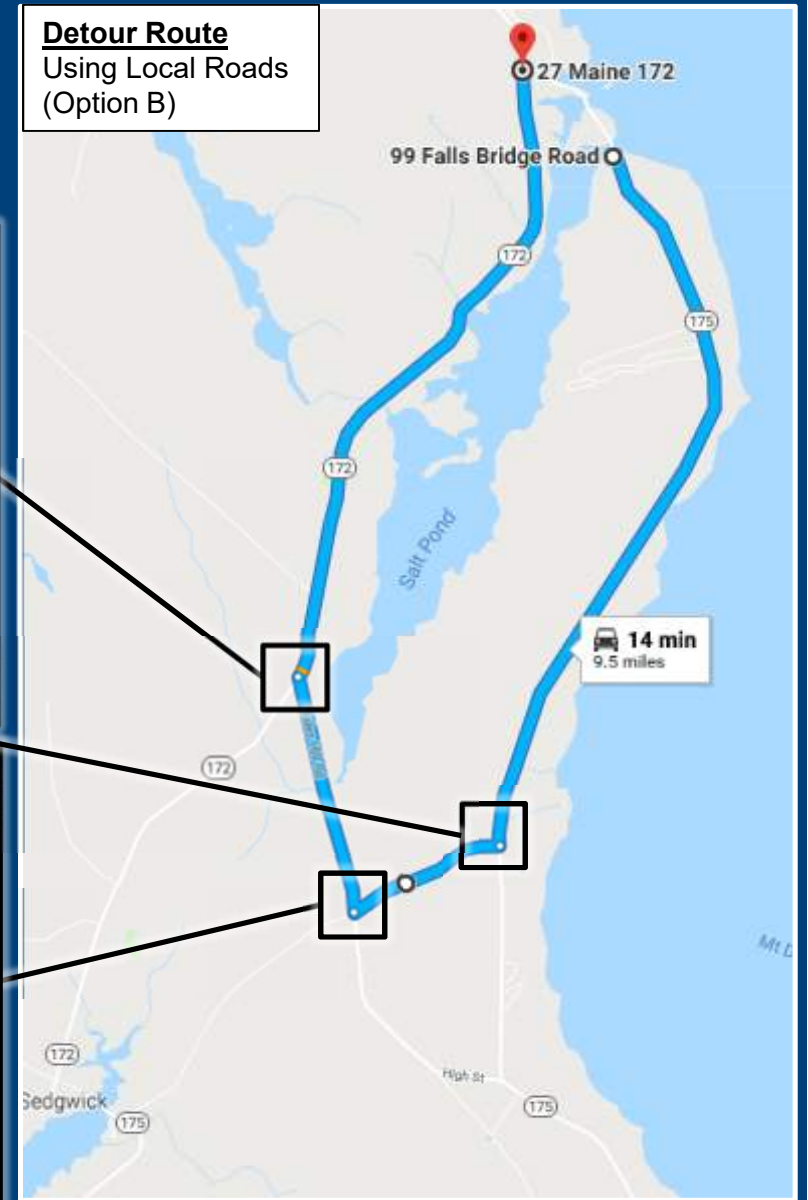 Detour Route
Using Local Roads
(Option B)
27 Maine 172
99 Falls Bridge Road
172
175
172
Salt Pond
14 min
9.5 miles
172
172
High St
Sedgwick
175
175